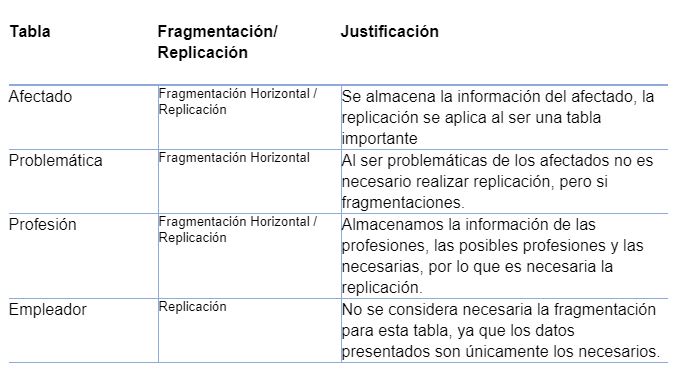 Tabla
Fragmentación/
Replicación
Justificación
Afectado
Fragmentación Horizontal /
Replicación
Se almacena la información del afectado, la
replicación se aplica al ser una tabla
importante
Problemática
Fragmentación Horizontal
Al ser problemáticas de los afectados no es
necesario realizar replicación, pero si
fragmentaciones.
Profesión
Fragmentación Horizontal /
Replicación
Almacenamos la información de las
profesiones, las posibles profesiones y las
necesarias, por lo que es necesaria la
replicación.
Empleador
Replicación
No se considera necesaria la fragmentación
para esta tabla, ya que los datos
presentados son únicamente los necesarios.